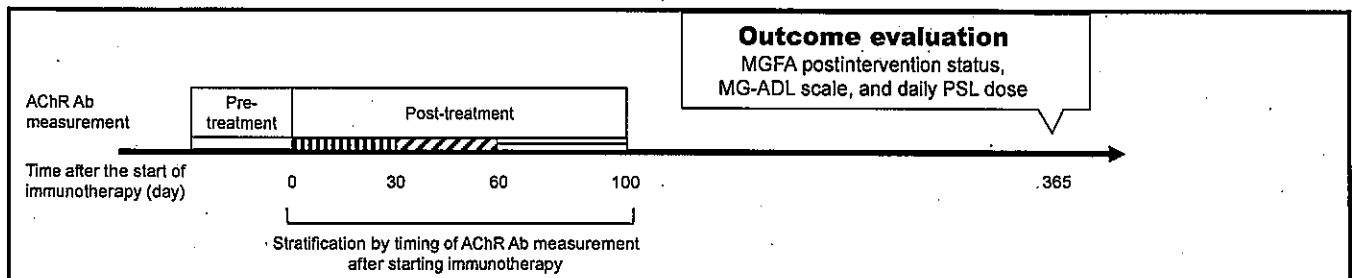 Outcome evaluation
MGFA postintervention status,
MG-ADL scale, and daily PSL dose
AChR Ab
measurement
Pre-
treatment
Post-treatment
Time after the start of
immunotherapy (day)
0
30
60
100
365
Stratification by timing of AChR Ab measurement
after starting immunotherapy